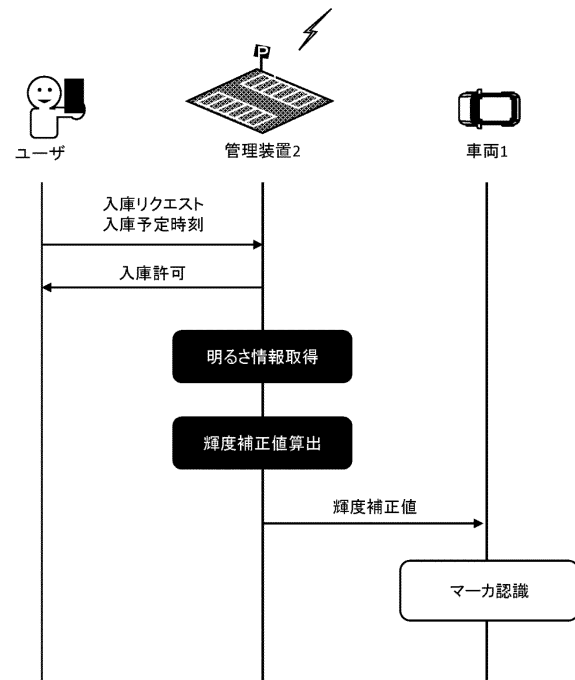 P
ユーザ
管理装置2
車両1
入庫リクエスト
入庫予定時刻
入庫許可
明るさ情報取得
輝度補正値算出
輝度補正値
マーカ認識